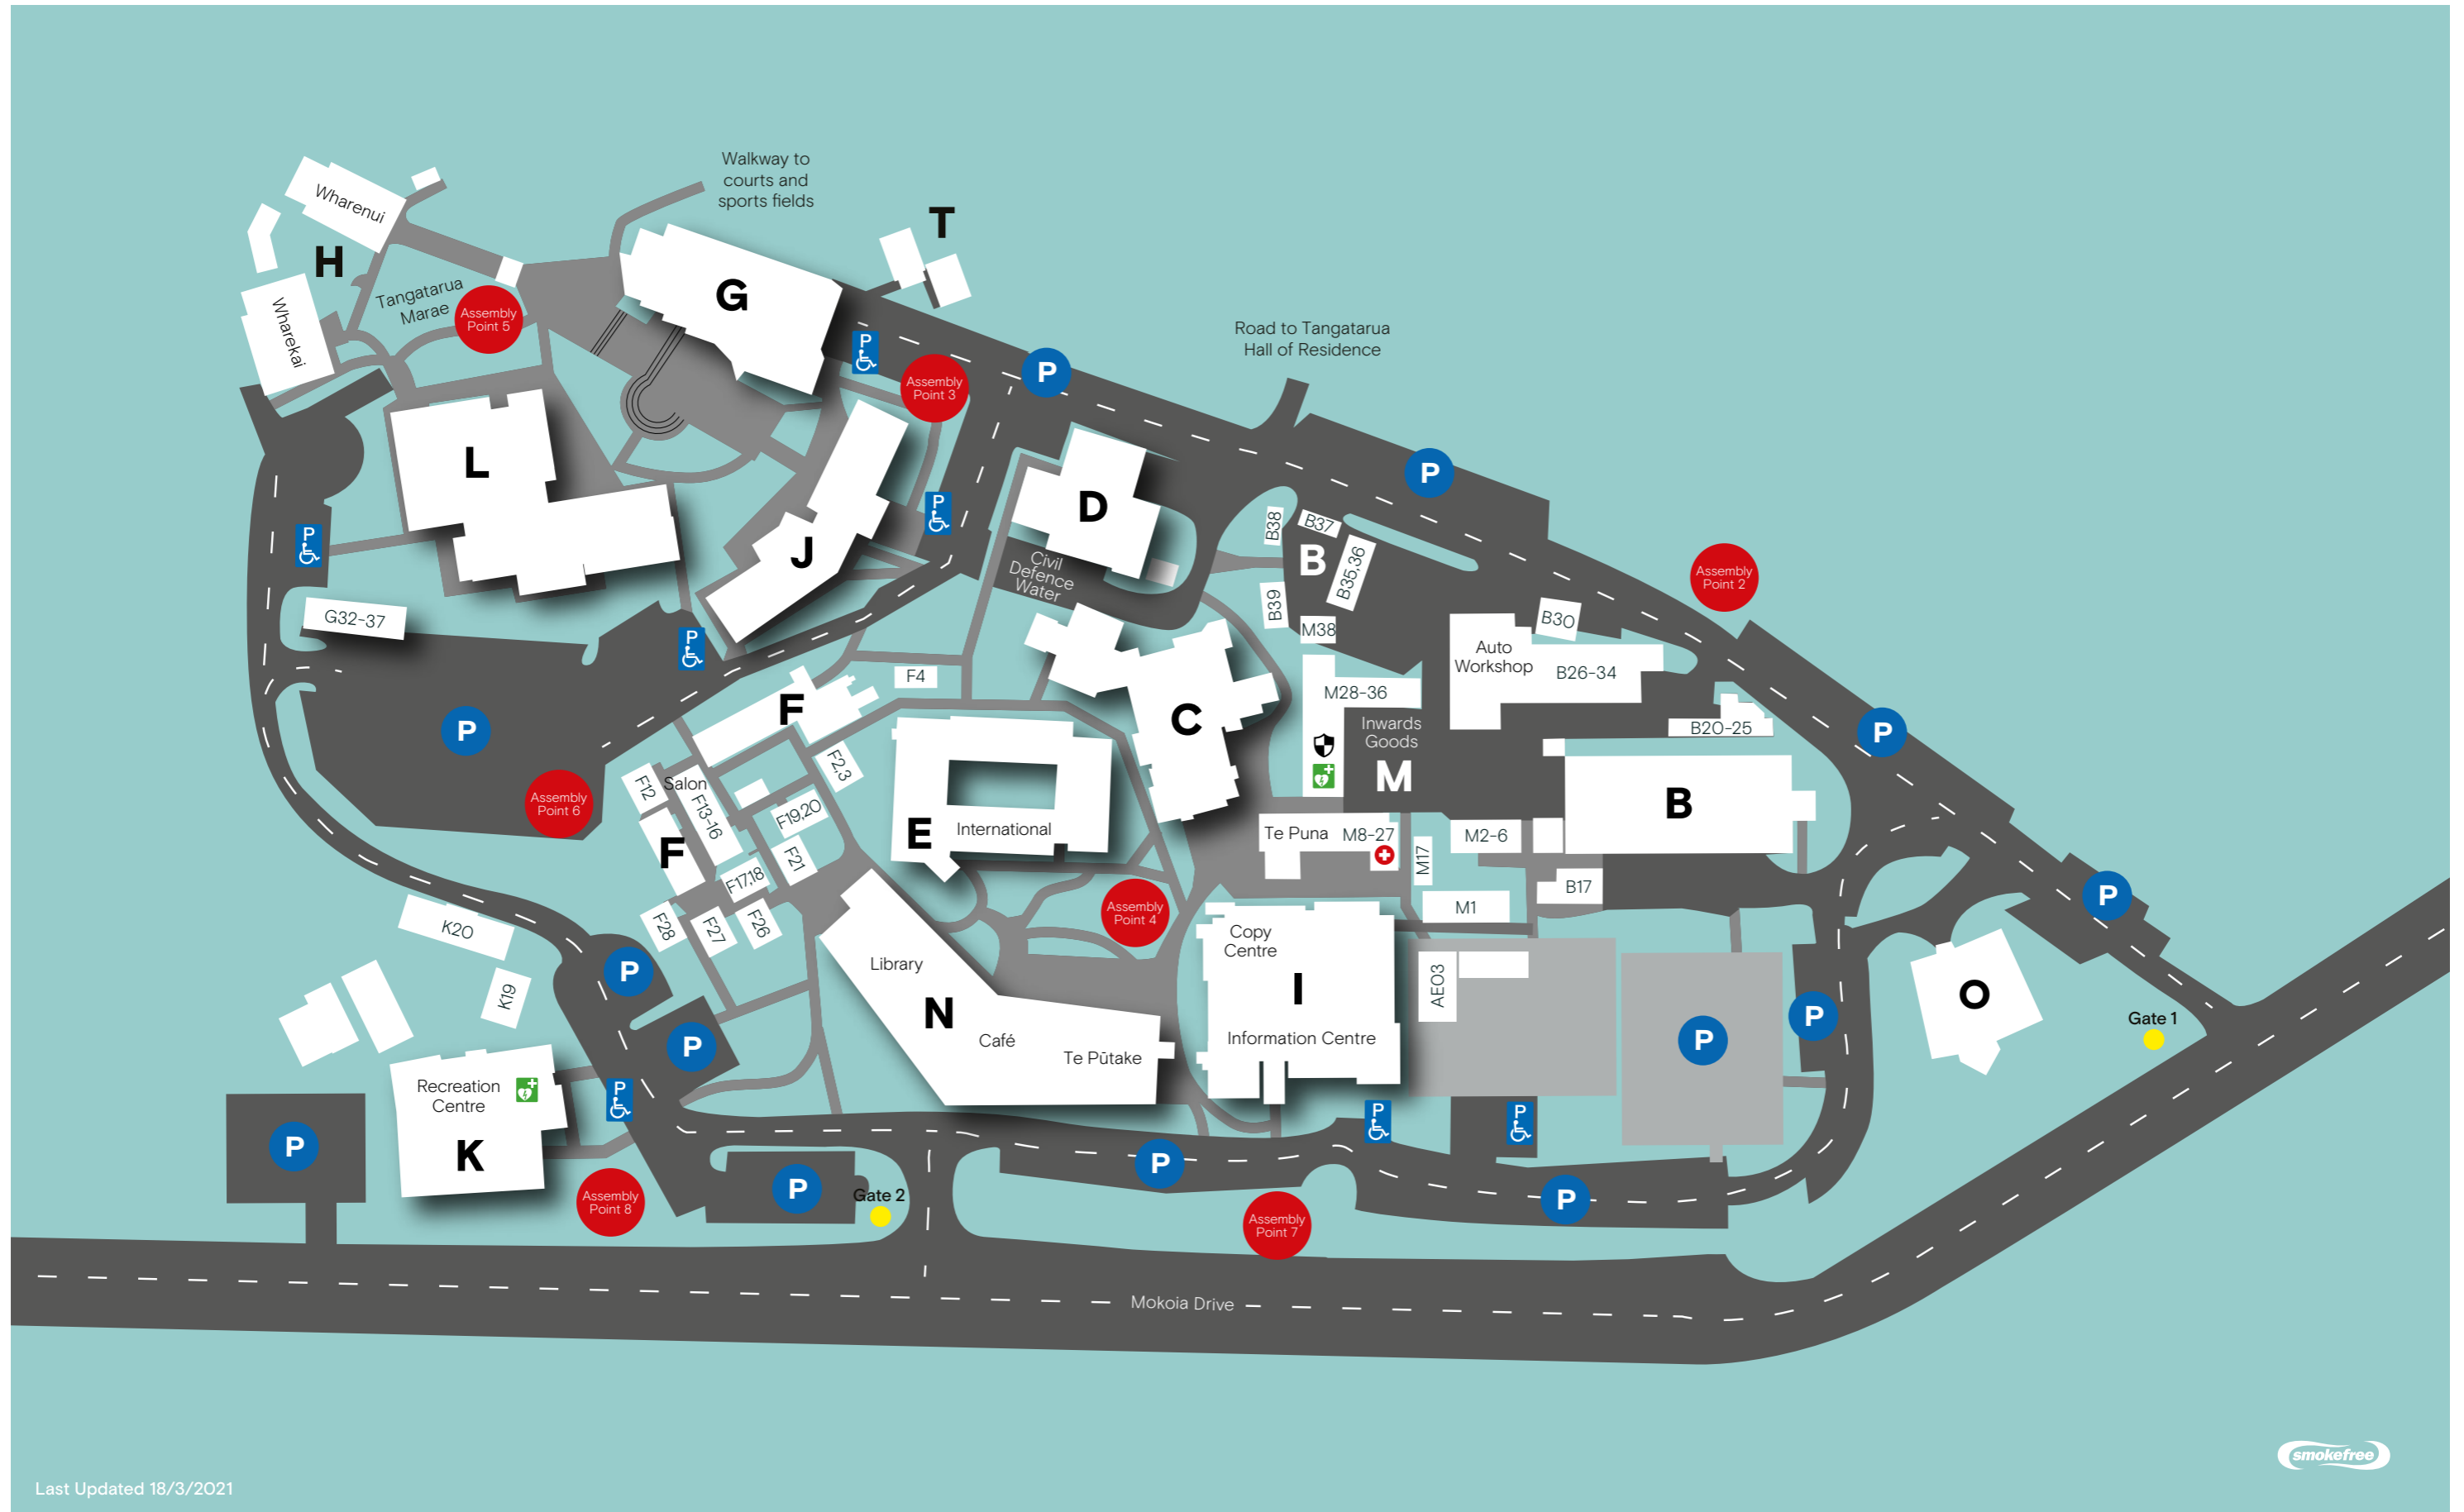 Walkway to
courts and
sports fields
Wharenui
T
H
G
Tangatarua
Marae
Assembly
Point 5
Wharekai
Road to Tangatarua
Hall of Residence
P
Assembly
Point 3
P
P
L
P
D
P
B38
B37
B
B35,36
J
P
Civil
Defence
Water
Assembly
Point 2
B39
G32-37
M38
B30
P
Auto
Workshop
B26-34
F4
M28-36
F
C
Inwards
Goods
B20-25
P
P
F2,3
M
F12
Salon
F13-16
F19,20
Assembly
Point 6
B
E
International
Te Puna
M8-27
M2-6
F
F21
M17
F17,18
B17
P
Assembly
Point 4
M1
F28
F27
F26
K20
Copy
Centre
Library
P
AE03
I
O
K19
N
P
Gate 1
Café
Information Centre
P
P
Te Pūtake
Recreation
Centre
P
P
P
P
K
P
P
Gate 2
P
Assembly
Point 8
Assembly
Point 7
Mokoia Drive
smokefree
Last Updated 18/3/2021